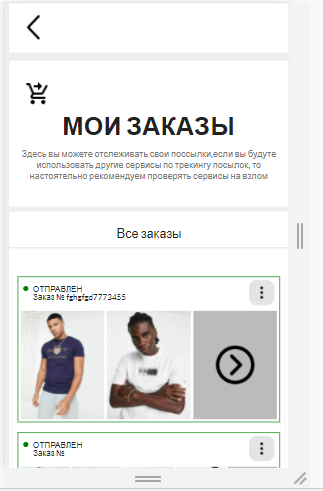 МОИ ЗАКАЗЫ
Здесь вы можете отслеживать свои поссылки,если вы будуте
использовать другие сервисы по трекингу посылок, то
настоятельно рекомендуем проверять сервисы на взлом
Все заказы
ОТПРАВЛЕН
Заказ № fghgfgd7773455
ОТПРАВЛЕН
Заказ №